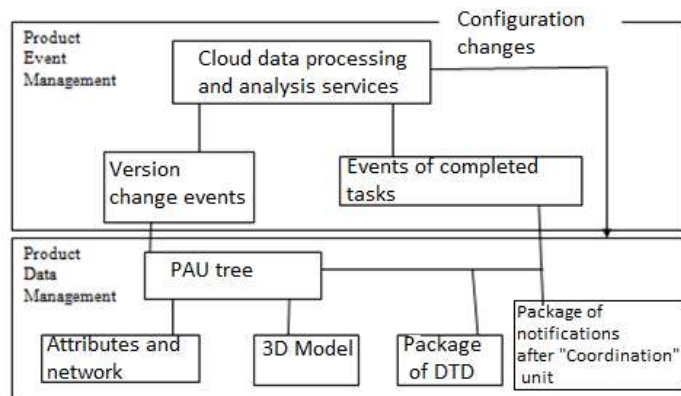 Configuration
changes
Product
Event
Management
Cloud data processing
and analysis services
Version
change events
Events of completed
tasks
Product
Data
Management
PAU tree
Attributes and
network
3D Model
Package
of DTD
Package of
notifications
after "Coordination"
unit